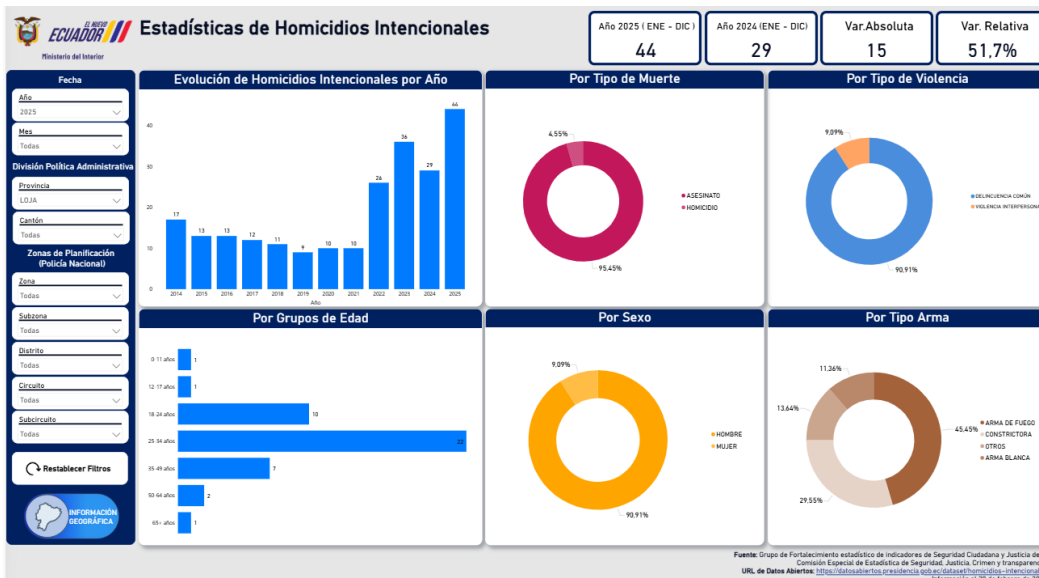 EL NUEVO
ECUADOR
Ministerio del Interior
Estadísticas de Homicidios Intencionales
Año 2025 ( ENE - DIC )
44
Año 2024 (ENE - DIC)
29
Var.Absoluta
15
Var. Relativa
51,7%
Fecha
Año
2025
Mes
Todas
División Política Administrativa
Provincia
LOJA
Cantón
Todas
Zonas de Planificación
(Policía Nacional)
Zona
Todas
Subzona
Todas
Distrito
Todas
Circuito
Todas
Subcircuito
Todas
Restablecer Filtros
INFORMACIÓN
GEOGRÁFICA
Evolución de Homicidios Intencionales por Año
40
30
20
10
0
17
13
13
12
11
9
10
10
26
36
29
44
2014
2015
2016
2017
2018
2019
2020
2021
2022
2023
2024
2025
Año
Por Tipo de Muerte
4,55%
95,45%
ASESINATO
HOMICIDIO
Por Tipo de Violencia
9,09%
90,91%
DELINCUENCIA COMÚN
VIOLENCIA INTERPERSONA
Por Grupos de Edad
0-11 años 1
12-17 años 1
18-24 años 10
25-34 años 22
35-49 años 7
50-64 años 2
65+ años 1
Por Sexo
9,09%
90,91%
HOMBRE
MUJER
Por Tipo Arma
11,36%
13,64%
45,45%
29,55%
ARMA DE FUEGO
CONSTRICTORA
OTROS
ARMA BLANCA
Fuente: Grupo de Fortalecimiento estadístico de indicadores de Seguridad Ciudadana y Justicia de
Comisión Especial de Estadística de Seguridad, Justicia, Crimen y transparenc
URL de Datos Abiertos: https://datosabiertos.presidencia.gob.ec/dataset/homicidios-intencional